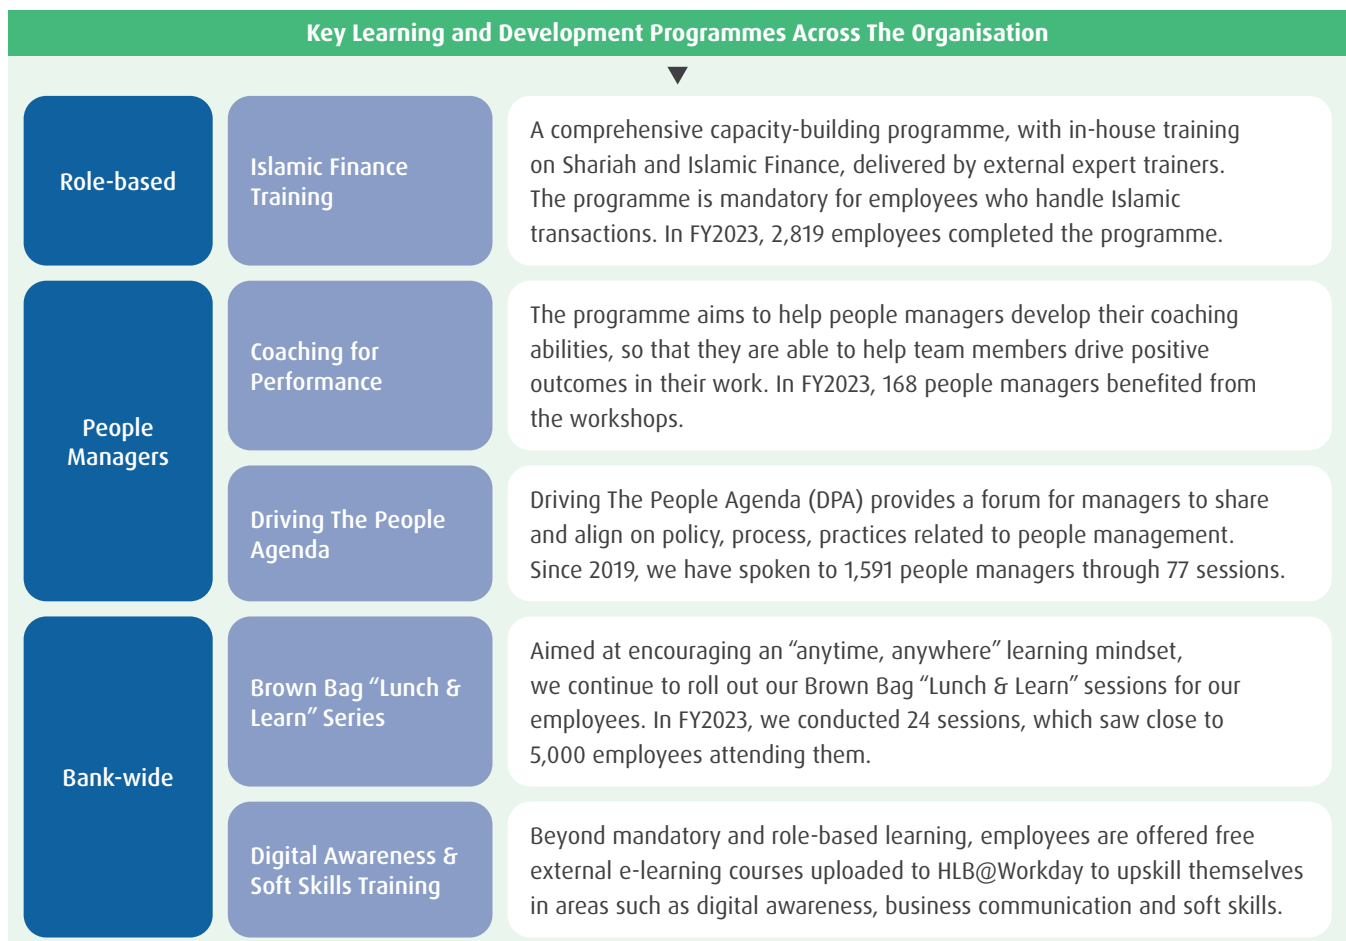 Key Learning and Development Programmes Across The Organisation
Role-based
Islamic Finance
Training
A comprehensive capacity-building programme, with in-house training
on Shariah and Islamic Finance, delivered by external expert trainers.
The programme is mandatory for employees who handle Islamic
transactions. In FY2023, 2,819 employees completed the programme.
People
Managers
Coaching for
Performance
The programme aims to help people managers develop their coaching
abilities, so that they are able to help team members drive positive
outcomes in their work. In FY2023, 168 people managers benefited from
the workshops.
Driving The People
Agenda
Driving The People Agenda (DPA) provides a forum for managers to share
and align on policy, process, practices related to people management.
Since 2019, we have spoken to 1,591 people managers through 77 sessions.
Bank-wide
Brown Bag “Lunch &
Learn” Series
Aimed at encouraging an “anytime, anywhere” learning mindset,
we continue to roll out our Brown Bag “Lunch & Learn” sessions for our
employees. In FY2023, we conducted 24 sessions, which saw close to
5,000 employees attending them.
Digital Awareness &
Soft Skills Training
Beyond mandatory and role-based learning, employees are offered free
external e-learning courses uploaded to HLB@Workday to upskill themselves
in areas such as digital awareness, business communication and soft skills.